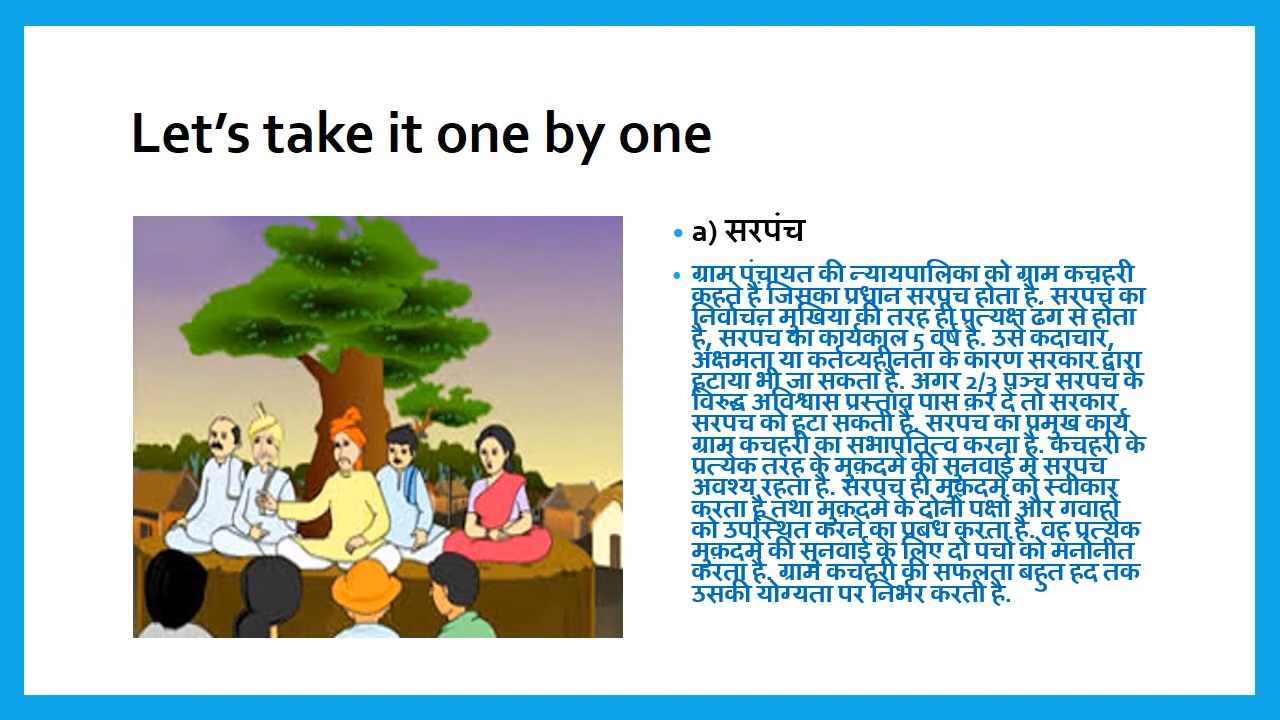 Let’s take it one by one
• a) सरपंच
• ग्राम पंचायत की न्यायपालिका को ग्राम कचहरी
कहते हैं जिसका प्रधान सरपंच होता है. सरपंच का
निर्वाचन मुखिया की तरह ही प्रत्यक्ष ढंग से होता
है, सरपंच का कार्यकाल 5 वर्ष है. उसे कदाचार,
अक्षमता या कर्तव्यहीनता के कारण सरकार द्वारा
हटाया भी जा सकता है. अगर 2/3 पञ्च सरपंच के
विरुद्ध अविश्वास प्रस्ताव पास कर दें तो सरकार
सरपंच को हटा सकती है. सरपंच का प्रमुख कार्य
ग्राम कचहरी का सभापतित्व करना है. कचहरी के
प्रत्येक तरह के मुक़दमे की सुनवाई में सरपंच
अवश्य रहता है. सरपंच ही मुक़दमे को स्वीकार
करता है तथा मुक़दमे के दोनों पक्षों और गवाहों
को उपस्थित करने का प्रबंध करता है. वह प्रत्येक
मुकदमे की सुनवाई के लिए दो पंचों को मनोनीत
करता है. ग्राम कचहरी की सफलता बहुत हद तक
उसकी योग्यता पर निर्भर करती है.